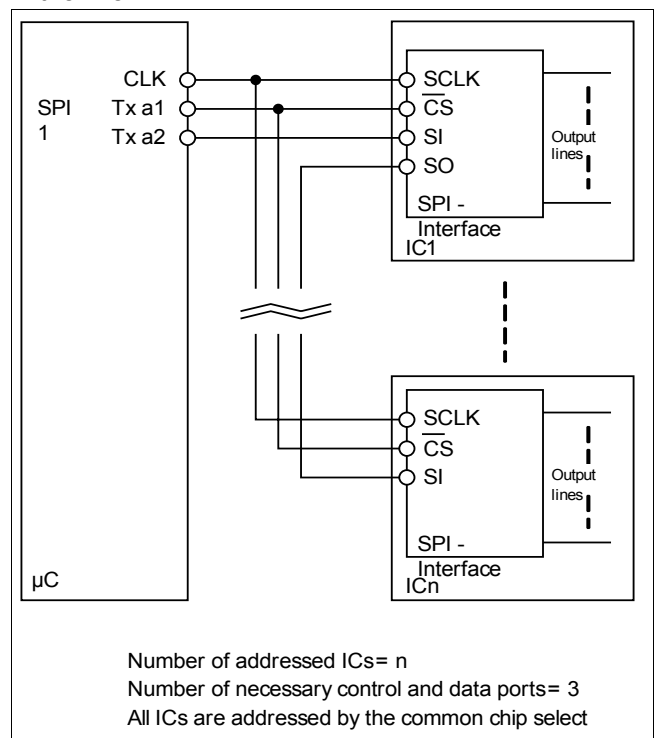 SPI
1
CLK
Tx a1
Tx a2
µC
SCLK
CS
SI
SO
SPI -
Interface
IC1
Output
lines
SCLK
CS
SI
SPI -
Interface
ICn
Output
lines
Number of addressed ICs= n
Number of necessary control and data ports= 3
All ICs are addressed by the common chip select